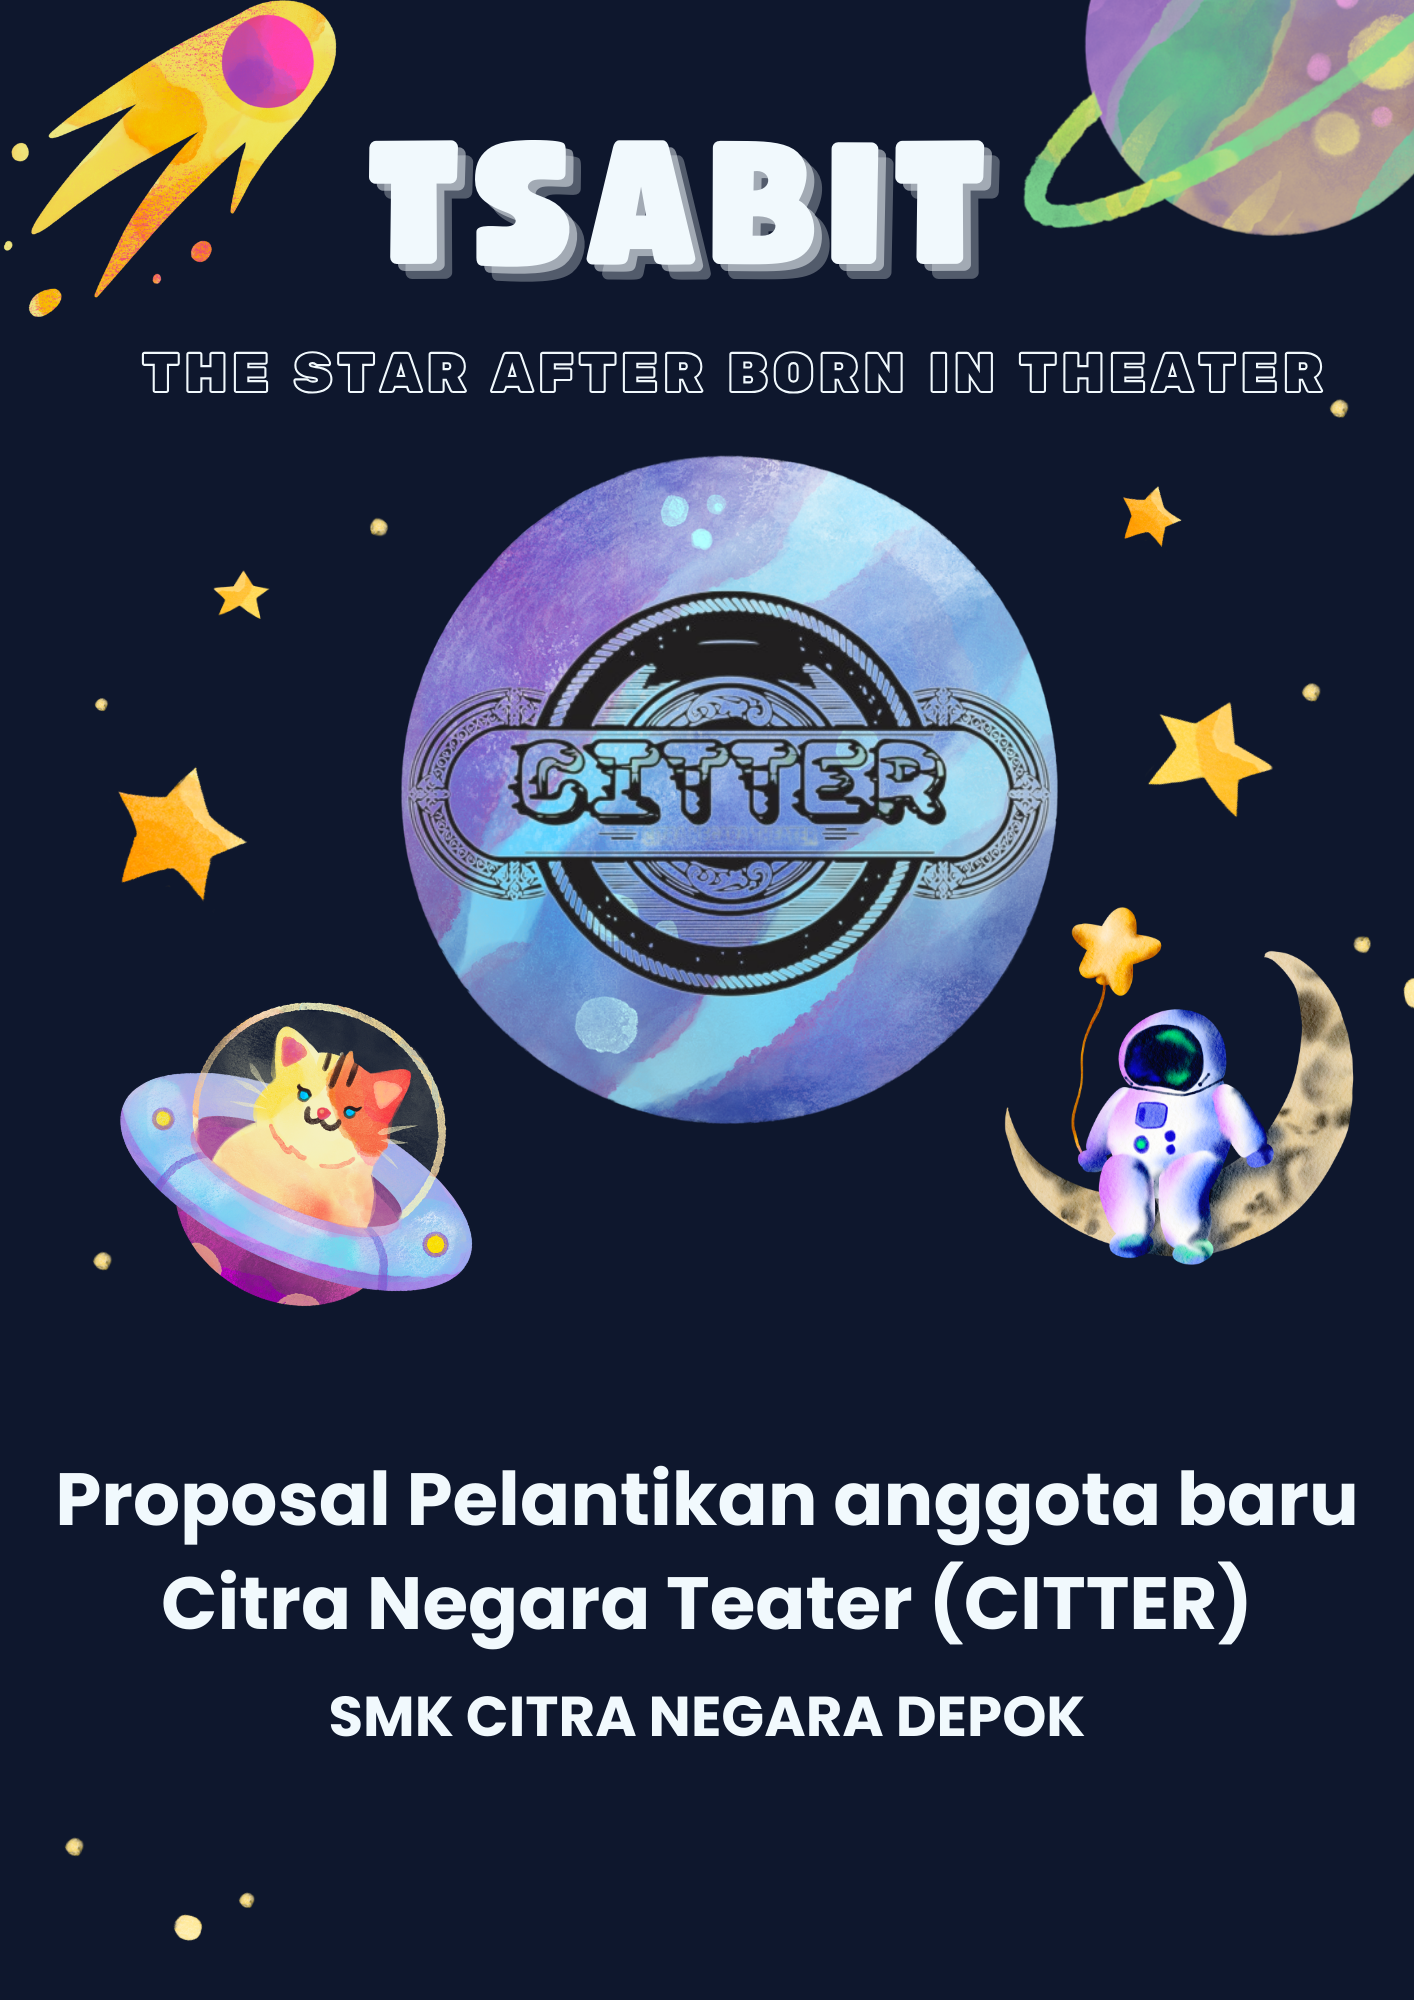 TSABIT
THE STAR AFTER BORN IN THEATER
CITTER
Proposal Pelantikan anggota baru
Citra Negara Teater (CITTER)
SMK CITRA NEGARA DEPOK